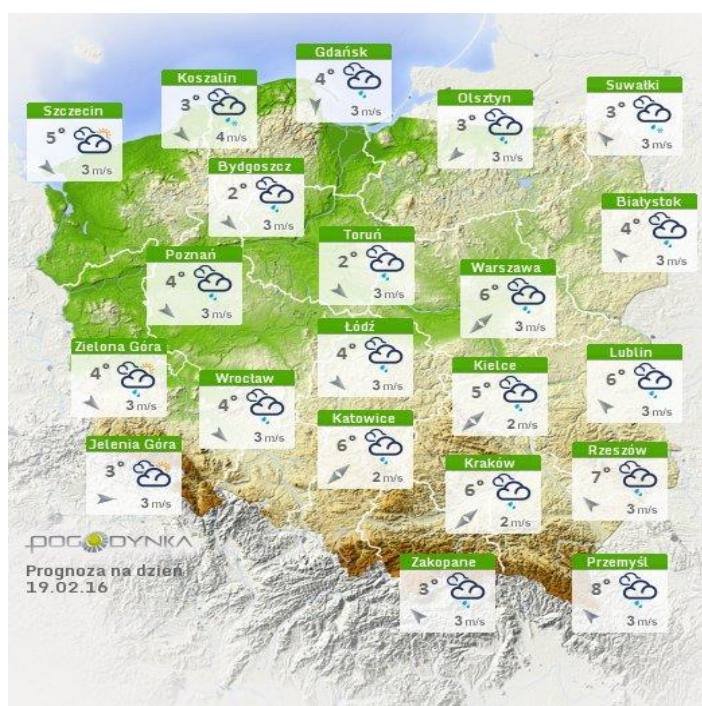 Gdańsk
4°
3 m/s
Koszalin
3°
4 m/s
Szczecin
5°
3 m/s
Olsztyn
3°
3 m/s
Suwałki
3°
3 m/s
Bydgoszcz
2°
3 m/s
Białystok
4°
3 m/s
Toruń
2°
3 m/s
Poznań
4°
3 m/s
Warszawa
6°
3 m/s
Łódź
4°
3 m/s
Zielona Góra
4°
3 m/s
Wrocław
4°
3 m/s
Kielce
5°
2 m/s
Lublin
6°
3 m/s
Katowice
6°
2 m/s
Jelenia Góra
3°
3 m/s
Kraków
6°
2 m/s
Rzeszów
7°
3 m/s
POGODYNKA
Prognoza na dzień
19.02.16
Zakopane
3°
3 m/s
Przemyśl
8°
3 m/s